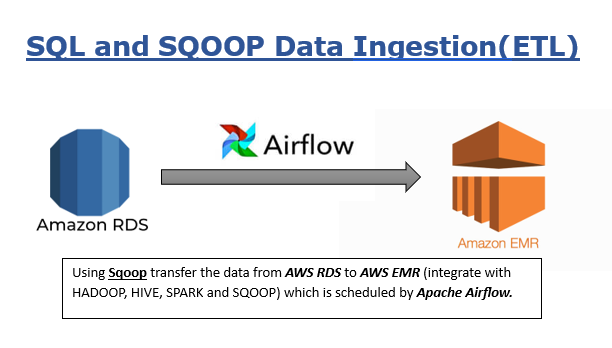 SQL and SQOOP Data Ingestion(ETL)
Airflow
Amazon RDS
Amazon EMR
Using Sqoop transfer the data from AWS RDS to AWS EMR (integrate with
HADOOP, HIVE, SPARK and SQOOP) which is scheduled by Apache Airflow.